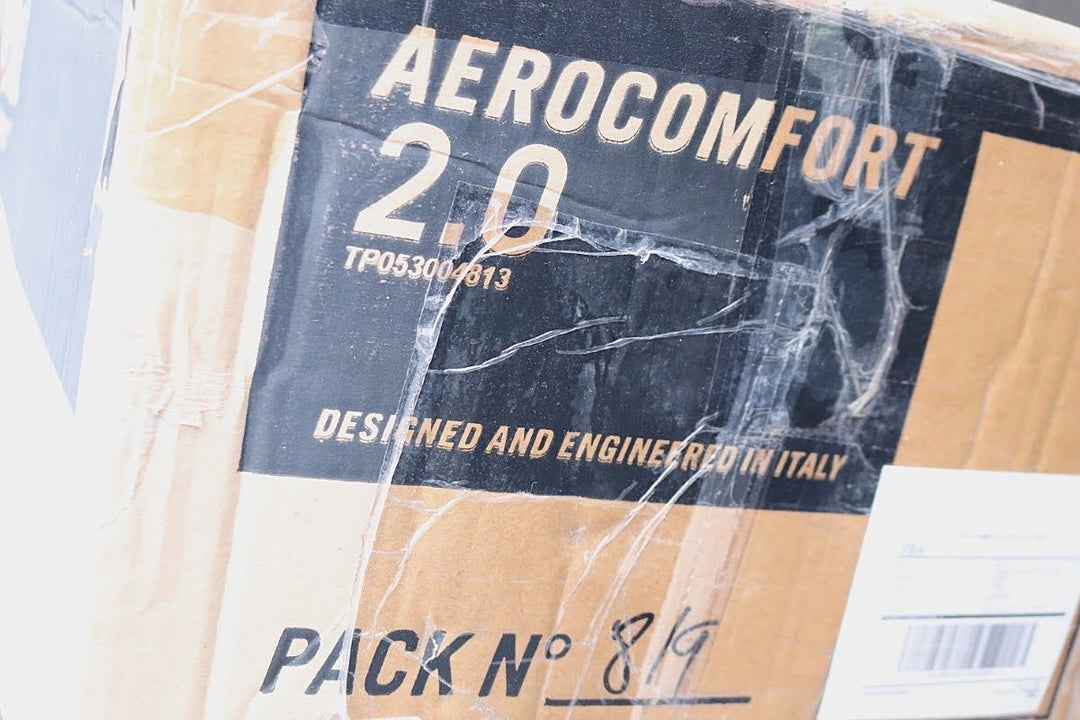 AEROCOMFORT
2.0
TP053004813
DESIGNED AND ENGINEERED IN ITALY
PACK Nº 8/9